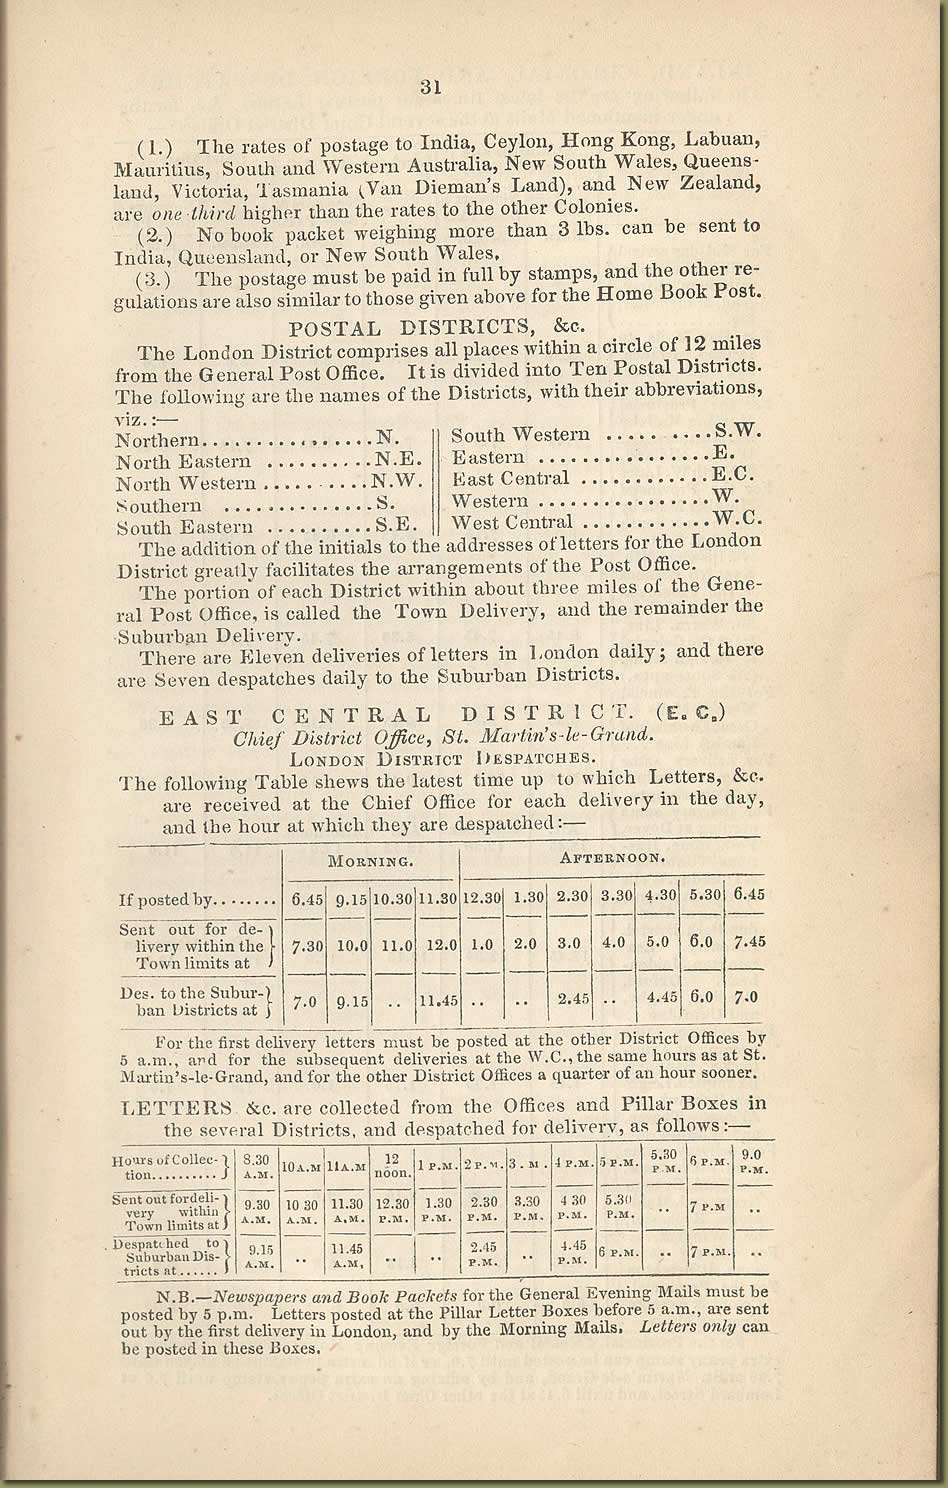 31
(1.) The rates of postage to India, Ceylon, Hong Kong, Labuan,
Mauritius, South and Western Australia, New South Wales, Queens-
land, Victoria, Tasmania (Van Dieman's Land), and New Zealand,
are one-third higher than the rates to the other Colonies.
(2.) No book packet weighing more than 3 lbs. can be sent to
India, Queensland, or New South Wales.
(3.) The postage must be paid in full by stamps, and the other re-
gulations are also similar to those given above for the Home Book Post.
POSTAL DISTRICTS, &c.
The London District comprises all places within a circle of 12 miles
from the General Post Office. It is divided into Ten Postal Districts.
The following are the names of the Districts, with their abbreviations,
viz.:—
Northern................N.
North Eastern ..........N.E.
North Western..........N.W.
Southern ..............S.
South Eastern ..........S.E.
South Western ..........S.W.
Eastern ................E.
East Central ............E.C.
Western ................W.
West Central ............W.C.
The addition of the initials to the addresses of letters for the London
District greatly facilitates the arrangements of the Post Office.
The portion of each District within about three miles of the Gene-
ral Post Office, is called the Town Delivery, and the remainder the
Suburban Delivery.
There are Eleven deliveries of letters in London daily; and there
are Seven despatches daily to the Suburban Districts.
EAST CENTRAL DISTRICT. (E.C.)
Chief District Office, St. Martin's-le-Grand.
LONDON DISTRICT DESPATCHES.
The following Table shews the latest time up to which Letters, &c.
are received at the Chief Office for each delivery in the day,
and the hour at which they are despatched:—
MORNING. AFTERNOON.
If posted by........ 6.45 9.15 10.30 11.30 12.30 1.30 2.30 3.30 4.30 5.30 6.45
Sent out for de-
livery within the 7.30 10.0 11.0 12.0 1.0 2.0 3.0 4.0 5.0 6.0 7.45
Town limits at
Des. to the Subur-
ban Districts at 7.0 9.15 .. 11.45 .. .. 2.45 .. 4.45 6.0 7.0
For the first delivery letters must be posted at the other District Offices by
5 a.m., and for the subsequent deliveries at the W.C., the same hours as at St.
Martin's-le-Grand, and for the other District Offices a quarter of an hour sooner.
LETTERS &c. are collected from the Offices and Pillar Boxes in
the several Districts, and despatched for delivery, as follows:—
Hours of Collec-
tion.......... 8.30 A.M. 10 A.M 11 A.M. 12 noon. 1 P.M. 2 P.M. 3 . M . 4 P.M. 5 P.M. 5.30 P.M. 6 P.M. 9.0 P.M.
Sent out for deli-
very within 9.30 A.M. 10 30 A.M. 11.30 A.M. 12.30 P.M. 1.30 P.M. 2.30 P.M. 3.30 P.M. 4 30 P.M. 5.30 P.M. .. 7 P.M ..
Town limits at
Despatched to
Suburban Dis- 9.15 A.M. .. 11.45 A.M. .. .. 2.45 P.M. .. 4.45 P.M. 6 P.M. .. 7 P.M. ..
tricts at......
N.B.—Newspapers and Book Packets for the General Evening Mails must be
posted by 5 p.m. Letters posted at the Pillar Letter Boxes before 5 a.m., are sent
out by the first delivery in London, and by the Morning Mails. Letters only can
be posted in these Boxes.